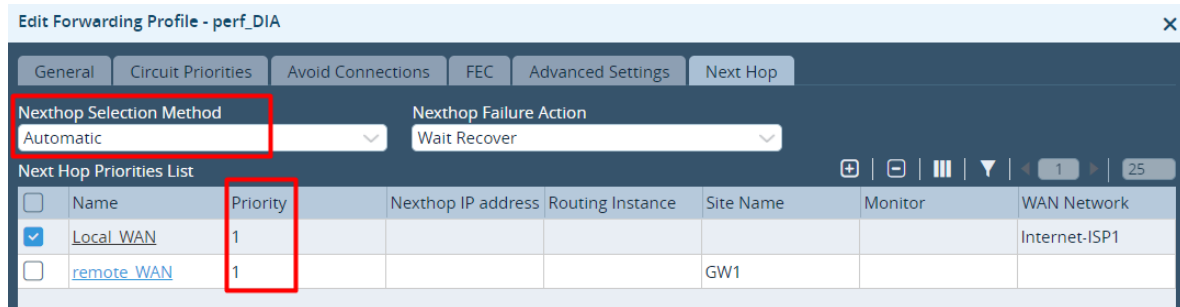 Edit Forwarding Profile - perf_DIA
General Circuit Priorities Avoid Connections FEC Advanced Settings Next Hop
Nexthop Selection Method Nexthop Failure Action
Automatic Wait Recover
Next Hop Priorities List 1 25
Name Priority Nexthop IP address Routing Instance Site Name Monitor WAN Network
Local_WAN 1 Internet-ISP1
remote_WAN 1 GW1